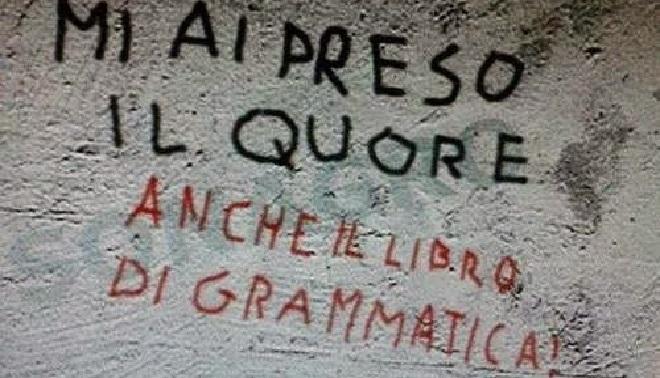 MI AI PRESO
IL QUORE
ANCHE IL LIBRO
DI GRAMMATICA!